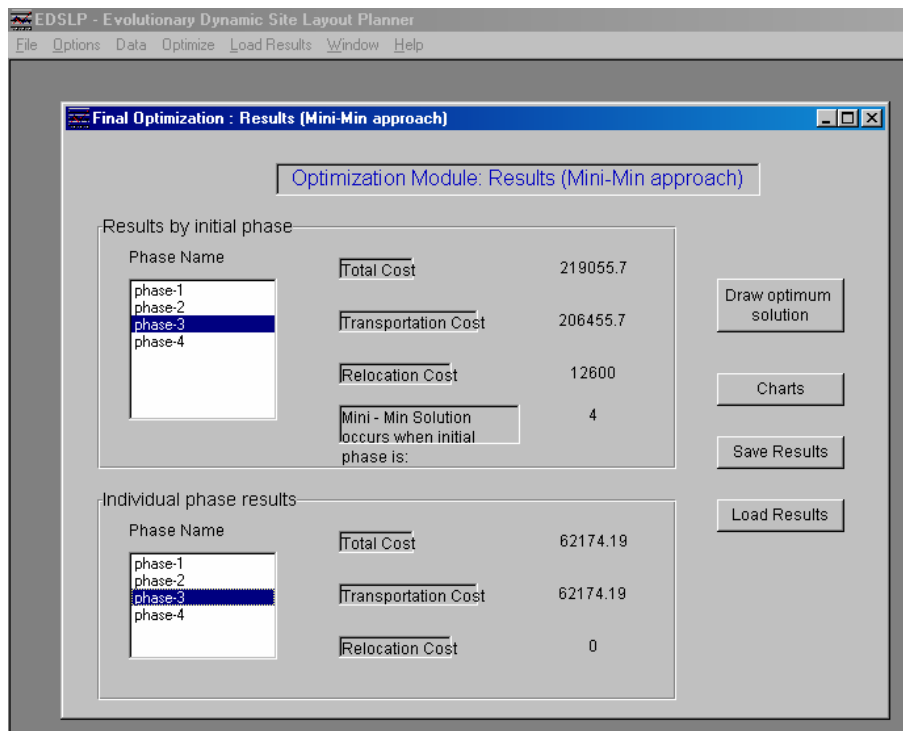 EDSLP - Evolutionary Dynamic Site Layout Planner
File Options Data Optimize Load Results Window Help
Final Optimization : Results (Mini-Min approach)
Optimization Module: Results (Mini-Min approach)
Results by initial phase
Phase Name
phase-1
phase-2
phase-3
phase-4
Total Cost 219055.7
Transportation Cost 206455.7
Relocation Cost 12600
Mini - Min Solution 4
occurs when initial
phase is:
Draw optimum
solution
Charts
Save Results
Load Results
Individual phase results
Phase Name
phase-1
phase-2
phase-3
phase-4
Total Cost 62174.19
Transportation Cost 62174.19
Relocation Cost 0